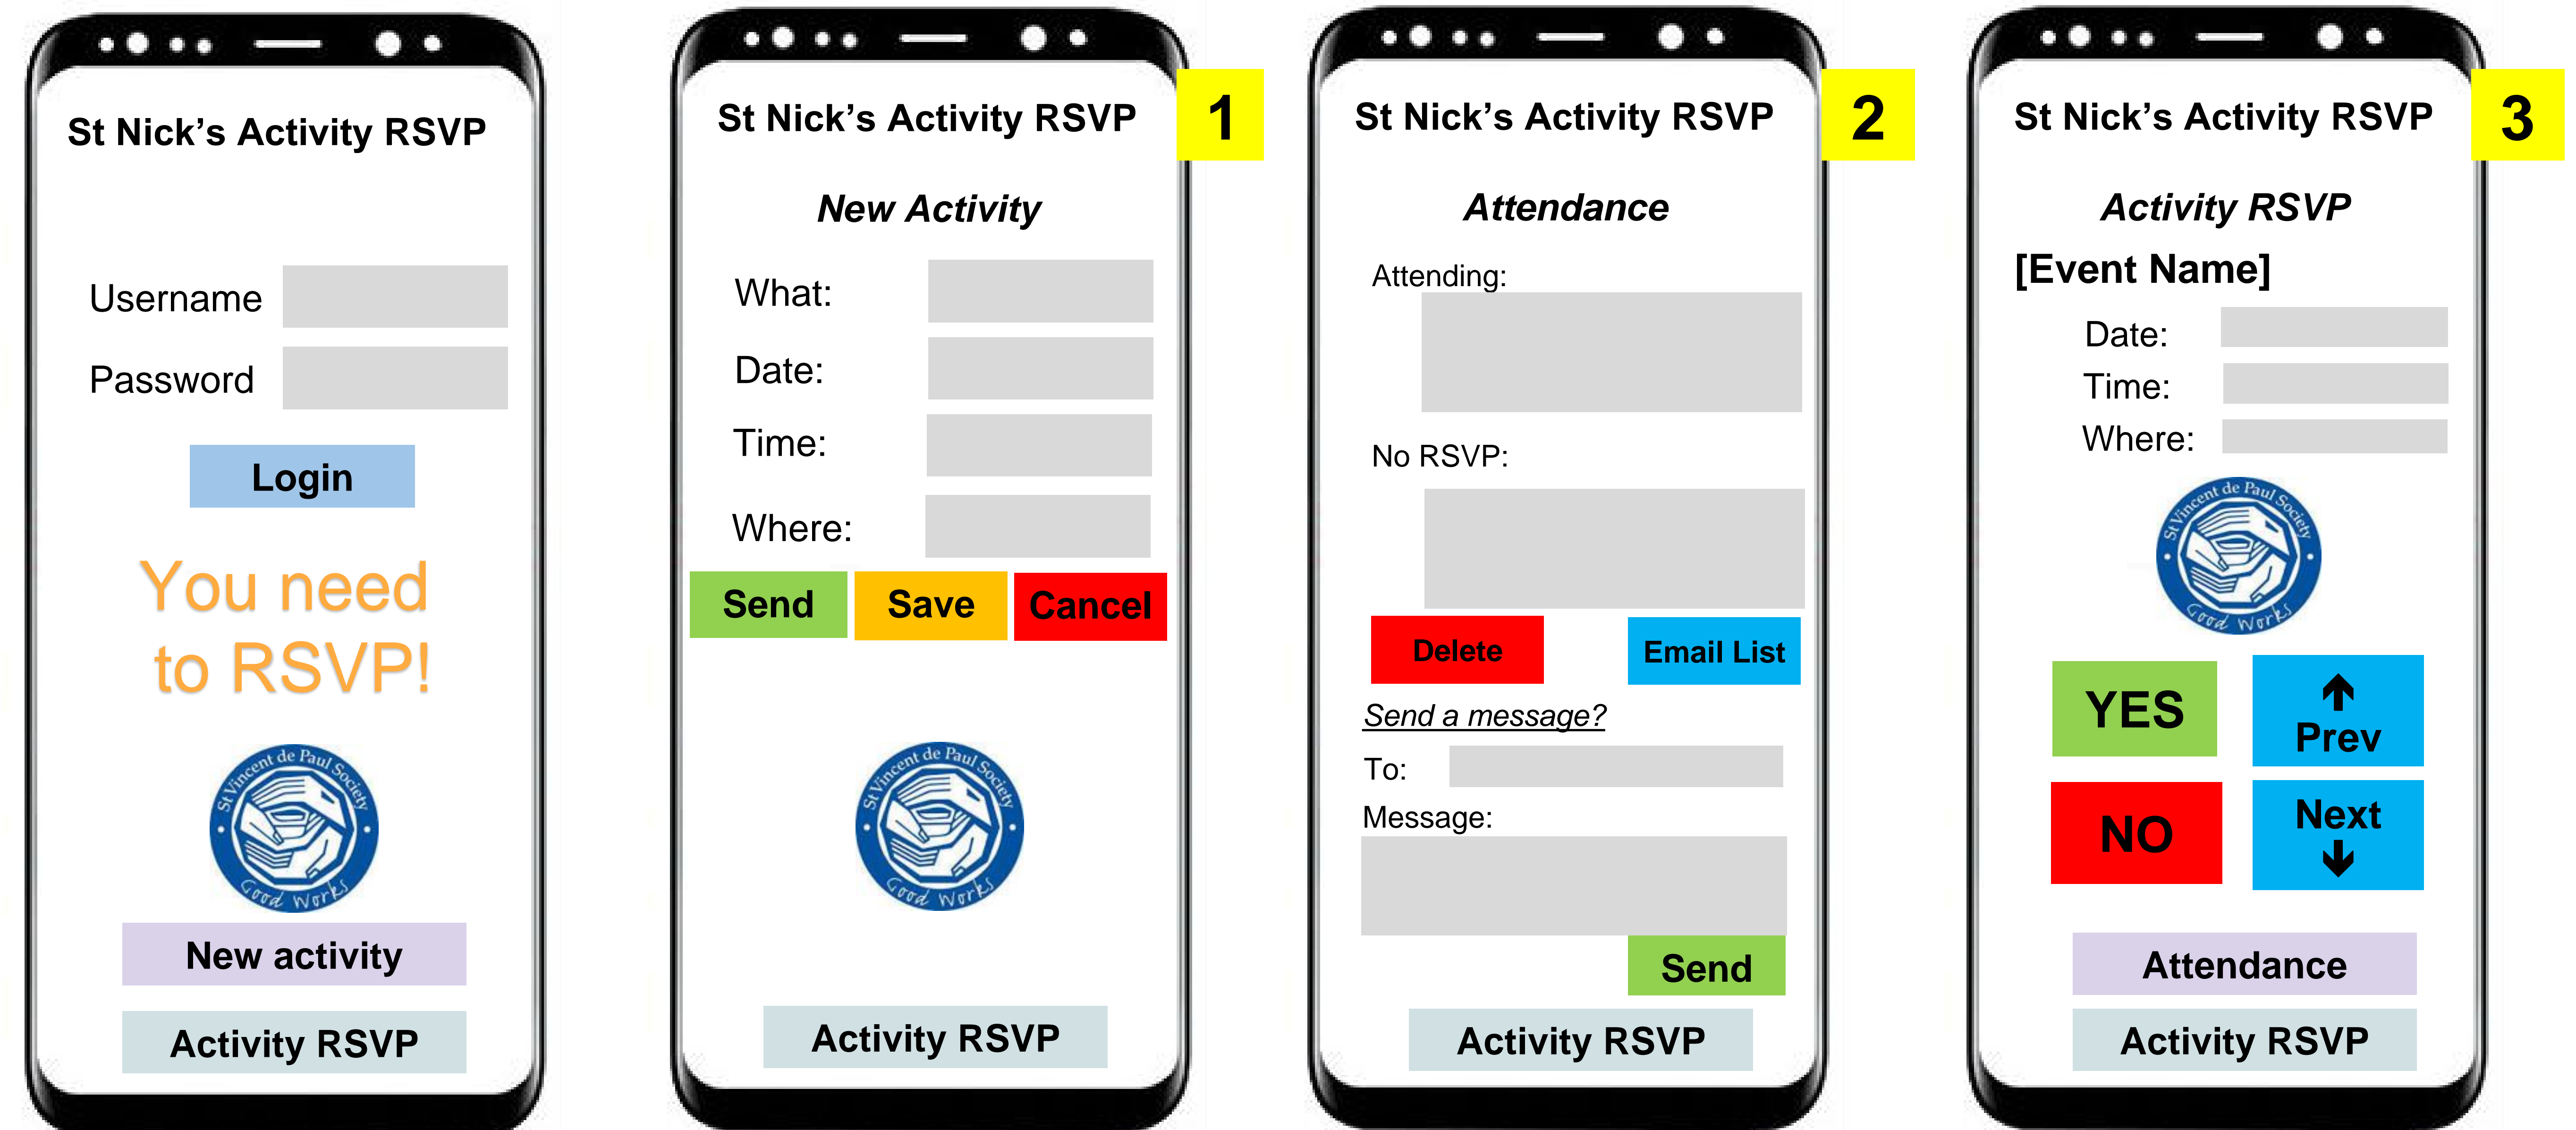 St Nick's Activity RSVP
Username
Password
Login
You need
to RSVP!
St Vincent de Paul Society
Good Works
New activity
Activity RSVP
1
St Nick's Activity RSVP
New Activity
What:
Date:
Time:
Where:
Send
Save
Cancel
St Vincent de Paul Society
Good Works
Activity RSVP
2
St Nick's Activity RSVP
Attendance
Attending:
No RSVP:
Delete
Email List
Send a message?
To:
Message:
Send
Activity RSVP
3
St Nick's Activity RSVP
Activity RSVP
[Event Name]
Date:
Time:
Where:
St Vincent de Paul Society
Good Works
YES
↑
Prev
NO
Next
↓
Attendance
Activity RSVP